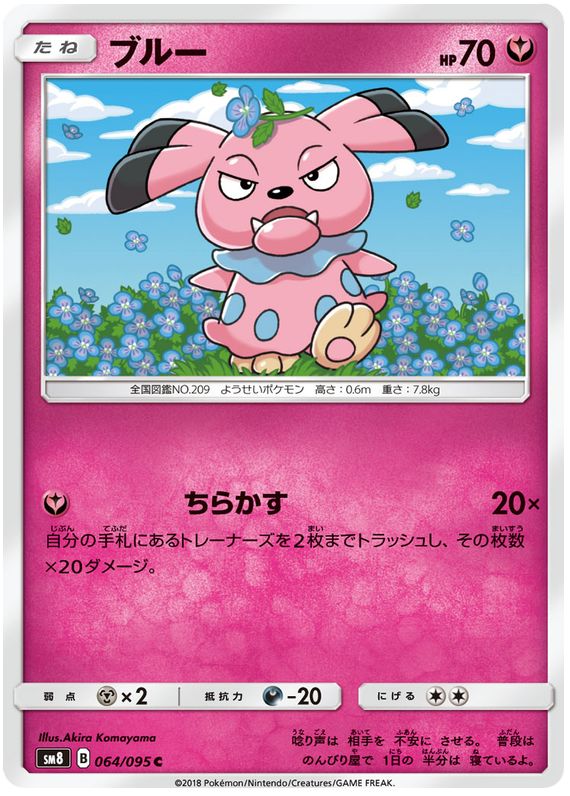 たね ブルー HP70
全国図鑑NO.209 ようせいポケモン 高さ:0.6m 重さ:7.8kg
ちらかす 20×
自分の手札にあるトレーナーズを2枚までトラッシュし、その枚数
×20ダメージ。
弱点 ×2 抵抗力 -20 にげる
Illus.Akira Komayama
SM8 B 064/095 C
唸り声は 相手を 不安に させる。 普段は
のんびり屋で 1日の 半分は 寝ているよ。
©2018 Pokémon/Nintendo/Creatures/GAME FREAK.